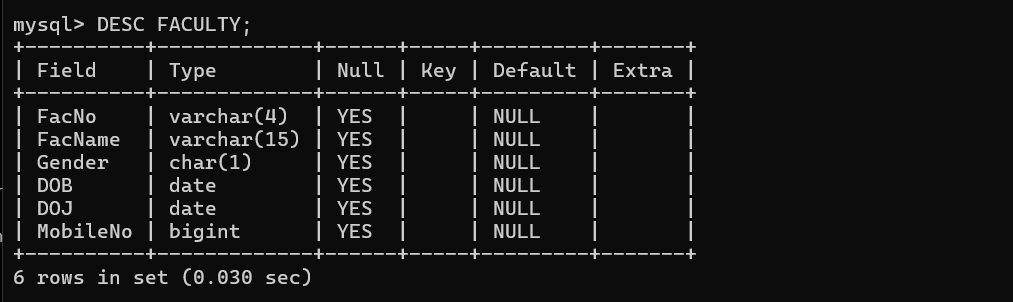 mysql> DESC FACULTY;
+-----------+-------------+------+-----+---------+-------+
| Field     | Type        | Null | Key | Default | Extra |
+-----------+-------------+------+-----+---------+-------+
| FacNo     | varchar(4)  | YES  |     | NULL    |       |
| FacName   | varchar(15) | YES  |     | NULL    |       |
| Gender    | char(1)     | YES  |     | NULL    |       |
| DOB       | date        | YES  |     | NULL    |       |
| DOJ       | date        | YES  |     | NULL    |       |
| MobileNo  | bigint      | YES  |     | NULL    |       |
+-----------+-------------+------+-----+---------+-------+
6 rows in set (0.030 sec)